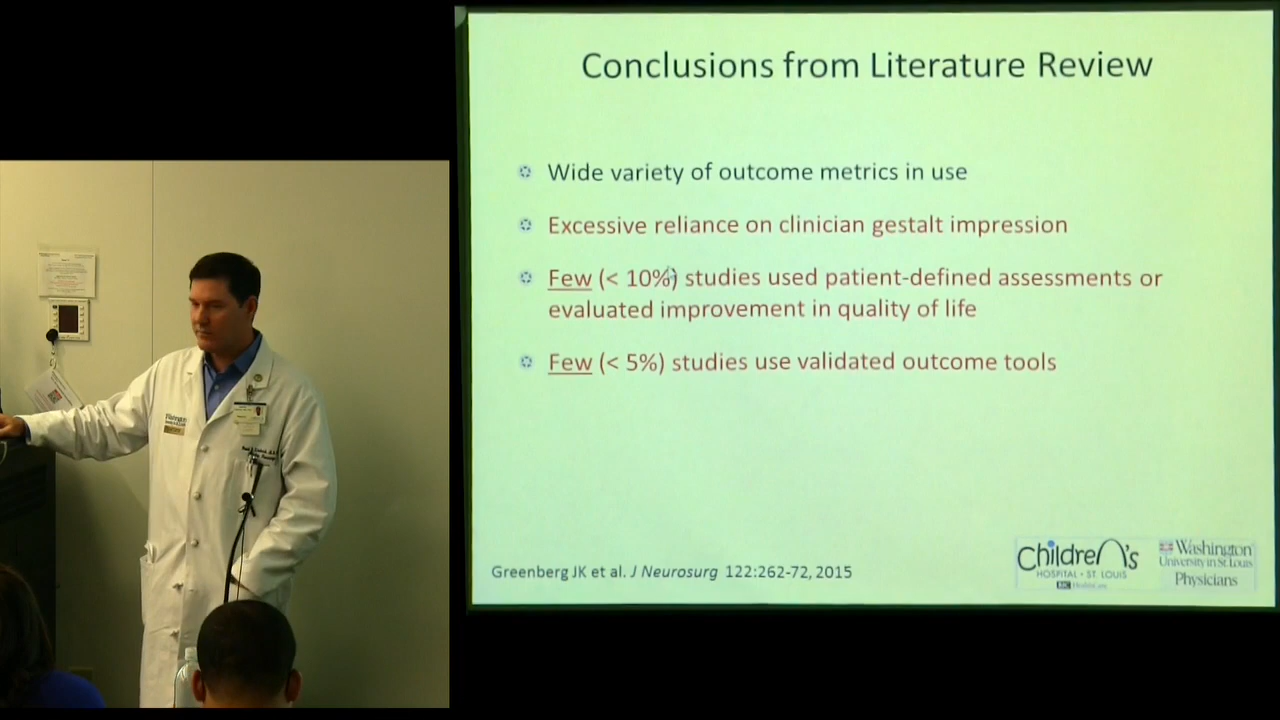 Conclusions from Literature Review
Wide variety of outcome metrics in use
Excessive reliance on clinician gestalt impression
Few (< 10%) studies used patient-defined assessments or
evaluated improvement in quality of life
Few (< 5%) studies use validated outcome tools
Greenberg JK et al. J Neurosurg 122:262-72, 2015
Children's
HOSPITAL • ST. LOUIS
BJC HealthCare
Washington
University in St. Louis
Physicians
Washington